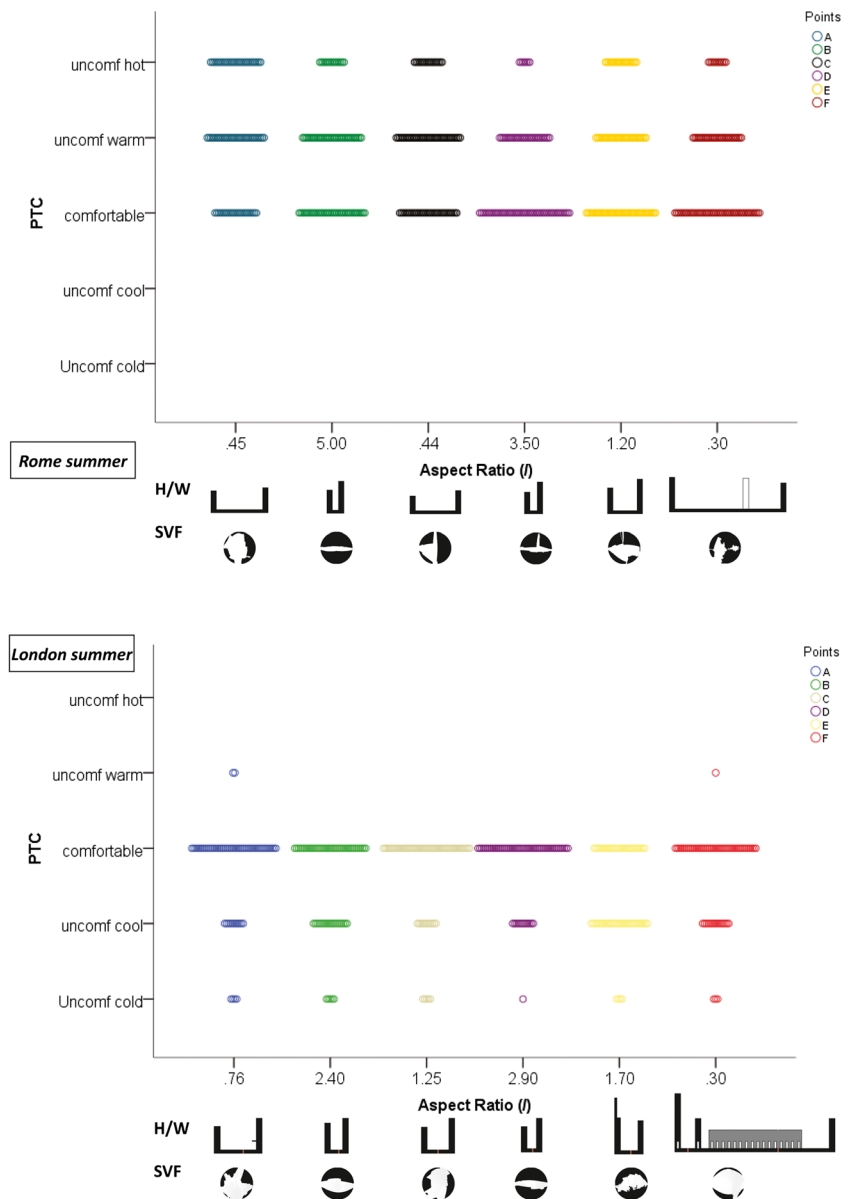 Points
A
B
C
D
E
F
uncomf hot
uncomf warm
comfortable
uncomf cool
Uncomf cold
PTC
.45 5.00 .44 3.50 1.20 .30
Aspect Ratio (I)
Rome summer
H/W
SVF
London summer
Points
A
B
C
D
E
F
uncomf hot
uncomf warm
comfortable
uncomf cool
Uncomf cold
PTC
.76 2.40 1.25 2.90 1.70 .30
Aspect Ratio (I)
H/W
SVF